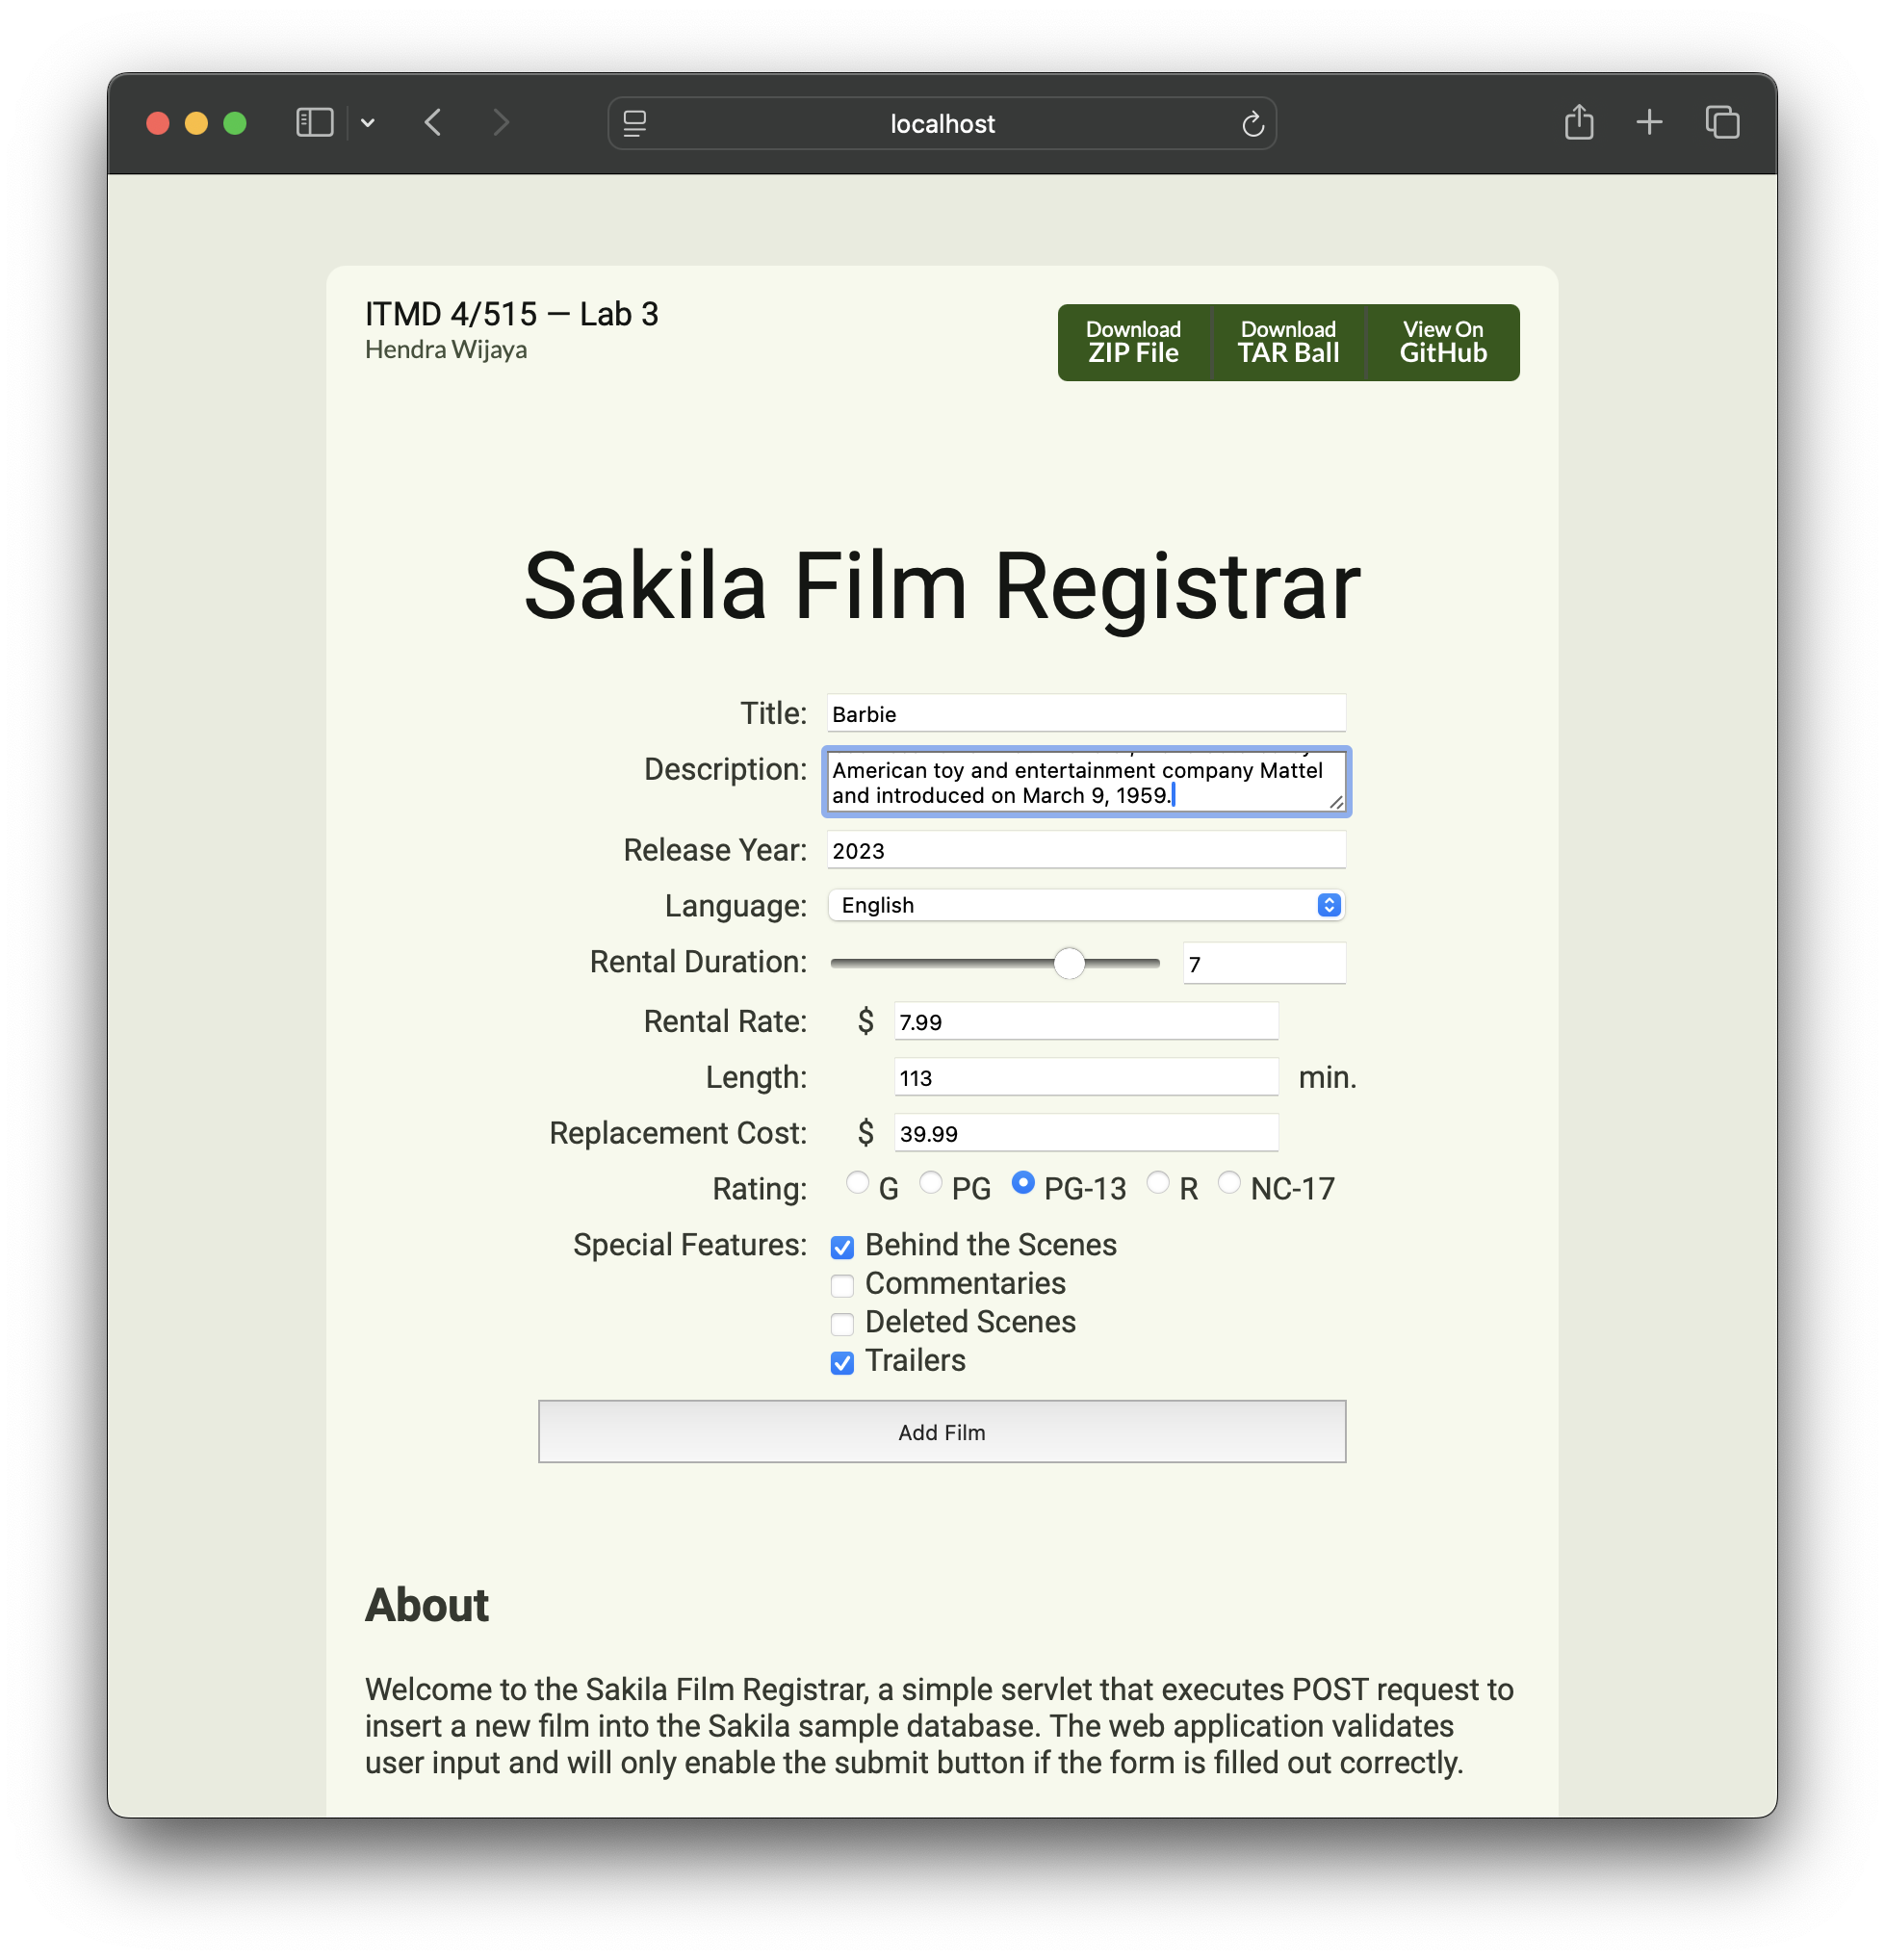 localhost
ITMD 4/515 — Lab 3
Hendra Wijaya
Download
ZIP File
Download
TAR Ball
View On
GitHub
Sakila Film Registrar
Title: Barbie
Description:
American toy and entertainment company Mattel
and introduced on March 9, 1959.
Release Year: 2023
Language: English
Rental Duration: 7
Rental Rate: $ 7.99
Length: 113 min.
Replacement Cost: $ 39.99
Rating: G PG PG-13 R NC-17
Special Features: Behind the Scenes
Commentaries
Deleted Scenes
Trailers
Add Film
About
Welcome to the Sakila Film Registrar, a simple servlet that executes POST request to
insert a new film into the Sakila sample database. The web application validates
user input and will only enable the submit button if the form is filled out correctly.